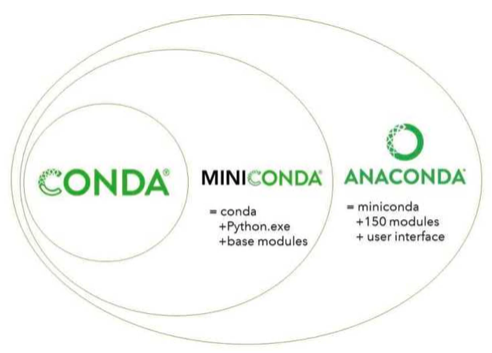 CONDA®
MINICONDA®
= conda
+Python.exe
+base modules
ANACONDA®
= miniconda
+150 modules
+ user interface